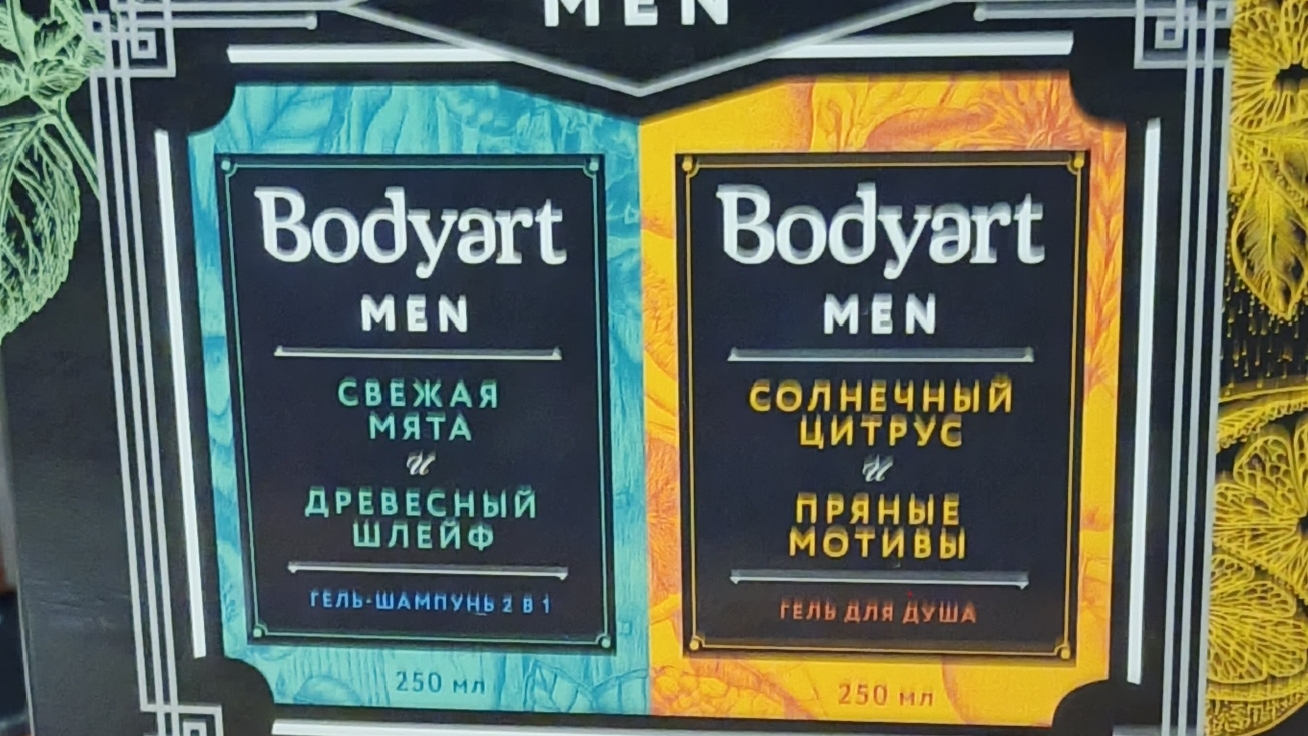 MEN
Bodyart
MEN
СВЕЖАЯ
МЯТА
и
ДРЕВЕСНЫЙ
ШЛЕЙФ
ГЕЛЬ-ШАМПУНЬ 2 В 1
250 мл
Bodyart
MEN
СОЛНЕЧНЫЙ
ЦИТРУС
и
ПРЯНЫЕ
МОТИВЫ
ГЕЛЬ ДЛЯ ДУША
250 мл